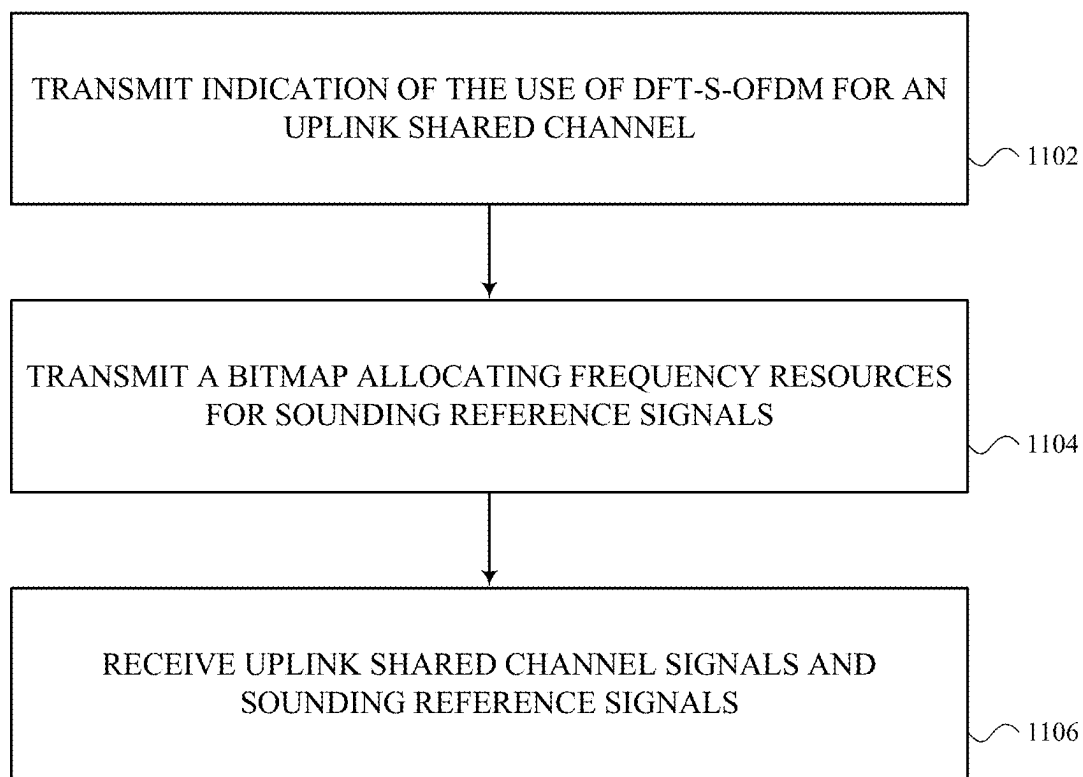 TRANSMIT INDICATION OF THE USE OF DFT-S-OFDM FOR AN
UPLINK SHARED CHANNEL
1102
TRANSMIT A BITMAP ALLOCATING FREQUENCY RESOURCES
FOR SOUNDING REFERENCE SIGNALS
1104
RECEIVE UPLINK SHARED CHANNEL SIGNALS AND
SOUNDING REFERENCE SIGNALS
1106